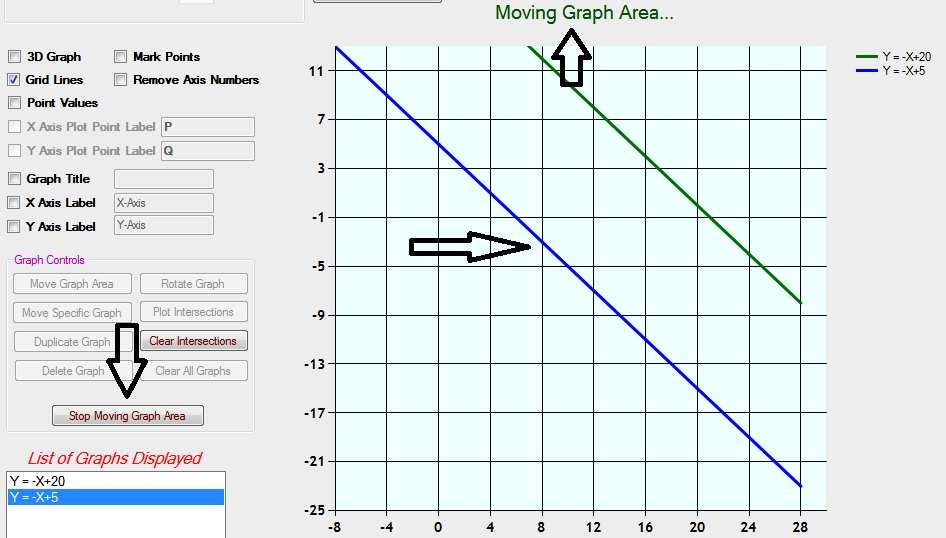 Moving Graph Area...
3D Graph
Mark Points
Grid Lines
Remove Axis Numbers
Point Values
X Axis Plot Point Label
P
Y Axis Plot Point Label
Q
Graph Title
X Axis Label
X-Axis
Y Axis Label
Y-Axis
Graph Controls
Move Graph Area
Rotate Graph
Move Specific Graph
Plot Intersections
Duplicate Graph
Clear Intersections
Delete Graph
Clear All Graphs
Stop Moving Graph Area
List of Graphs Displayed
Y = -X+20
Y = -X+5
11
7
3
-1
-5
-9
-13
-17
-21
-25
-8 -4 0 4 8 12 16 20 24 28
Y = -X+20
Y = -X+5